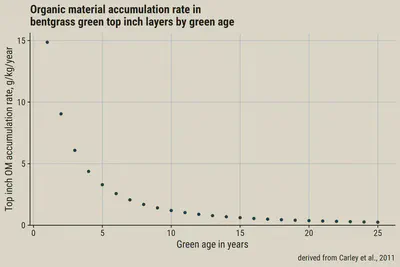 Organic material accumulation rate in
bentgrass green top inch layers by green age
Top inch OM accumulation rate, g/kg/year
15
10
5
0
0 5 10 15 20 25
Green age in years
derived from Carley et al., 2011